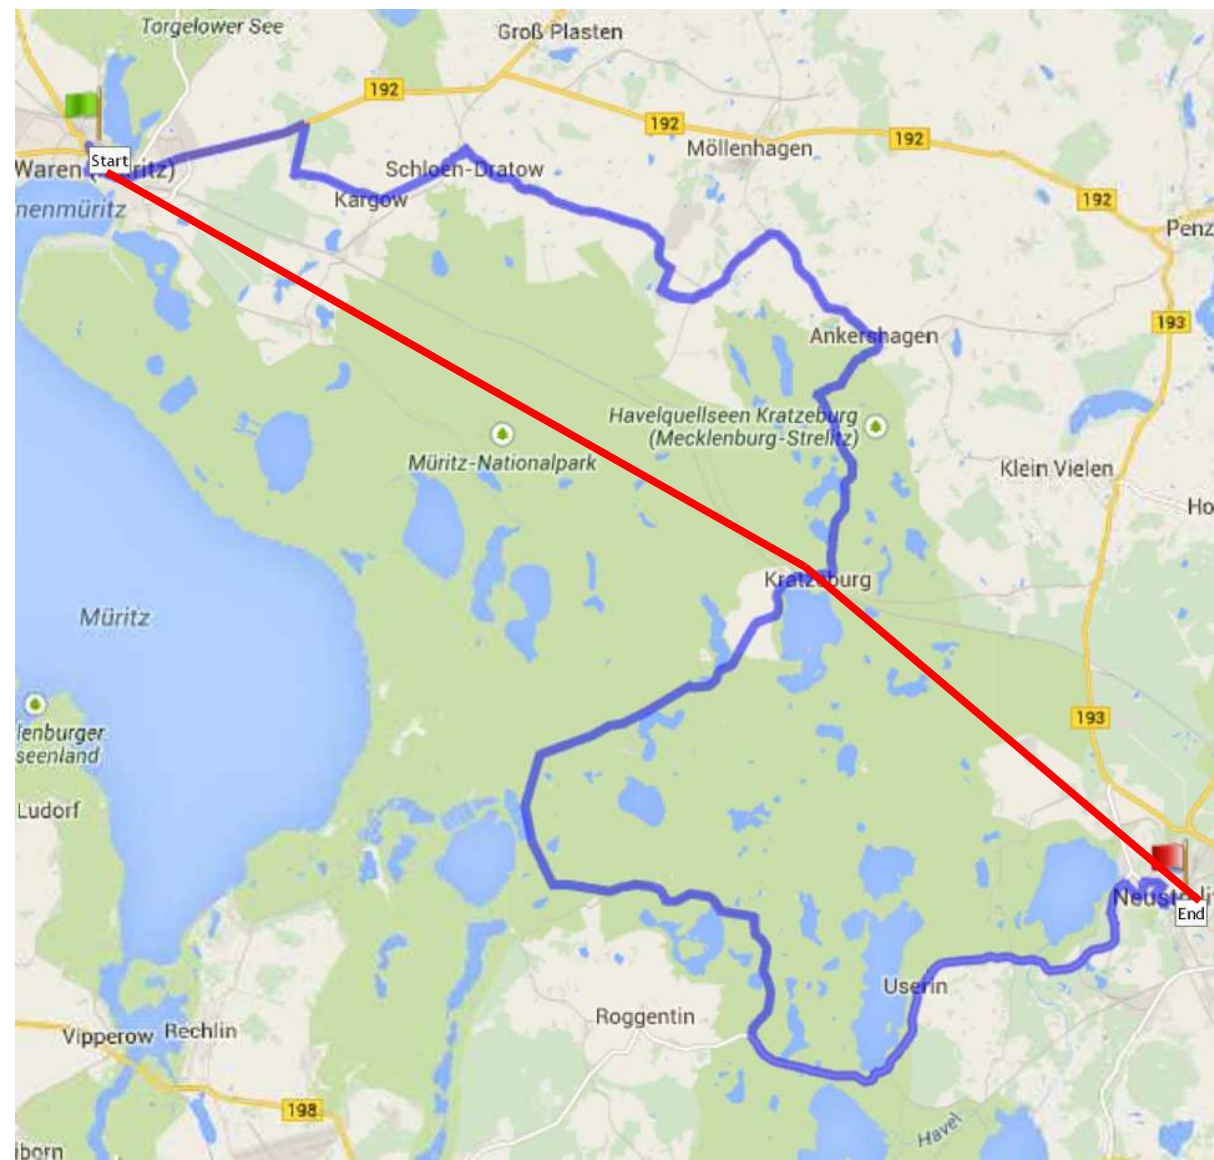 Torgelower See
Groß Plasten
192
192
192
Möllenhagen
Start
Waren
ritz)
Schloen-Dratow
Kargow
nenmüritz
192
Penz
193
Ankershagen
Havelquellseen Kratzeburg
(Mecklenburg-Strelitz)
Müritz-Nationalpark
Klein Vielen
Ho
Kratzeburg
Müritz
193
lenburger
seenland
Ludorf
Neust
End
Userin
Roggentin
Vipperow
Rechlin
198
Havel
iborn